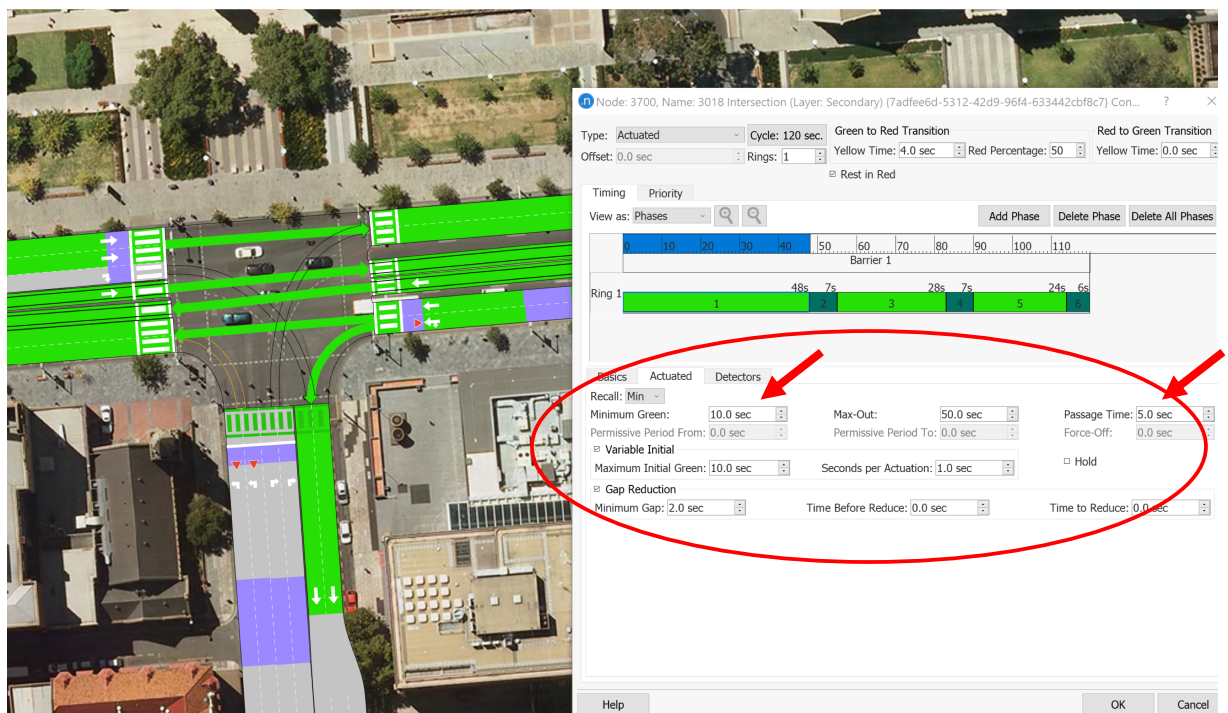 Node: 3700, Name: 3018 Intersection (Layer: Secondary) {7adfee6d-5312-42d9-96f4-633442cbf8c7} Con... ?
Type: Actuated Cycle: 120 sec. Green to Red Transition Red to Green Transition
Yellow Time: 4.0 sec Red Percentage: 50 Yellow Time: 0.0 sec
Offset: 0.0 sec Rings: 1
Rest in Red
Timing Priority
View as: Phases Add Phase Delete Phase Delete All Phases
0 10 20 30 40 50 60 70 80 90 100 110
Barrier 1
48s 7s 28s 7s 24s 6s
Ring 1 1 2 3 4 5 6
Basics Actuated Detectors
Recall: Min
Minimum Green: 10.0 sec Max-Out: 50.0 sec Passage Time: 5.0 sec
Permissive Period From: 0.0 sec Permissive Period To: 0.0 sec Force-Off: 0.0 sec
Variable Initial
Hold
Maximum Initial Green: 10.0 sec Seconds per Actuation: 1.0 sec
Gap Reduction
Minimum Gap: 2.0 sec Time Before Reduce: 0.0 sec Time to Reduce: 0.0 sec
Help OK Cancel